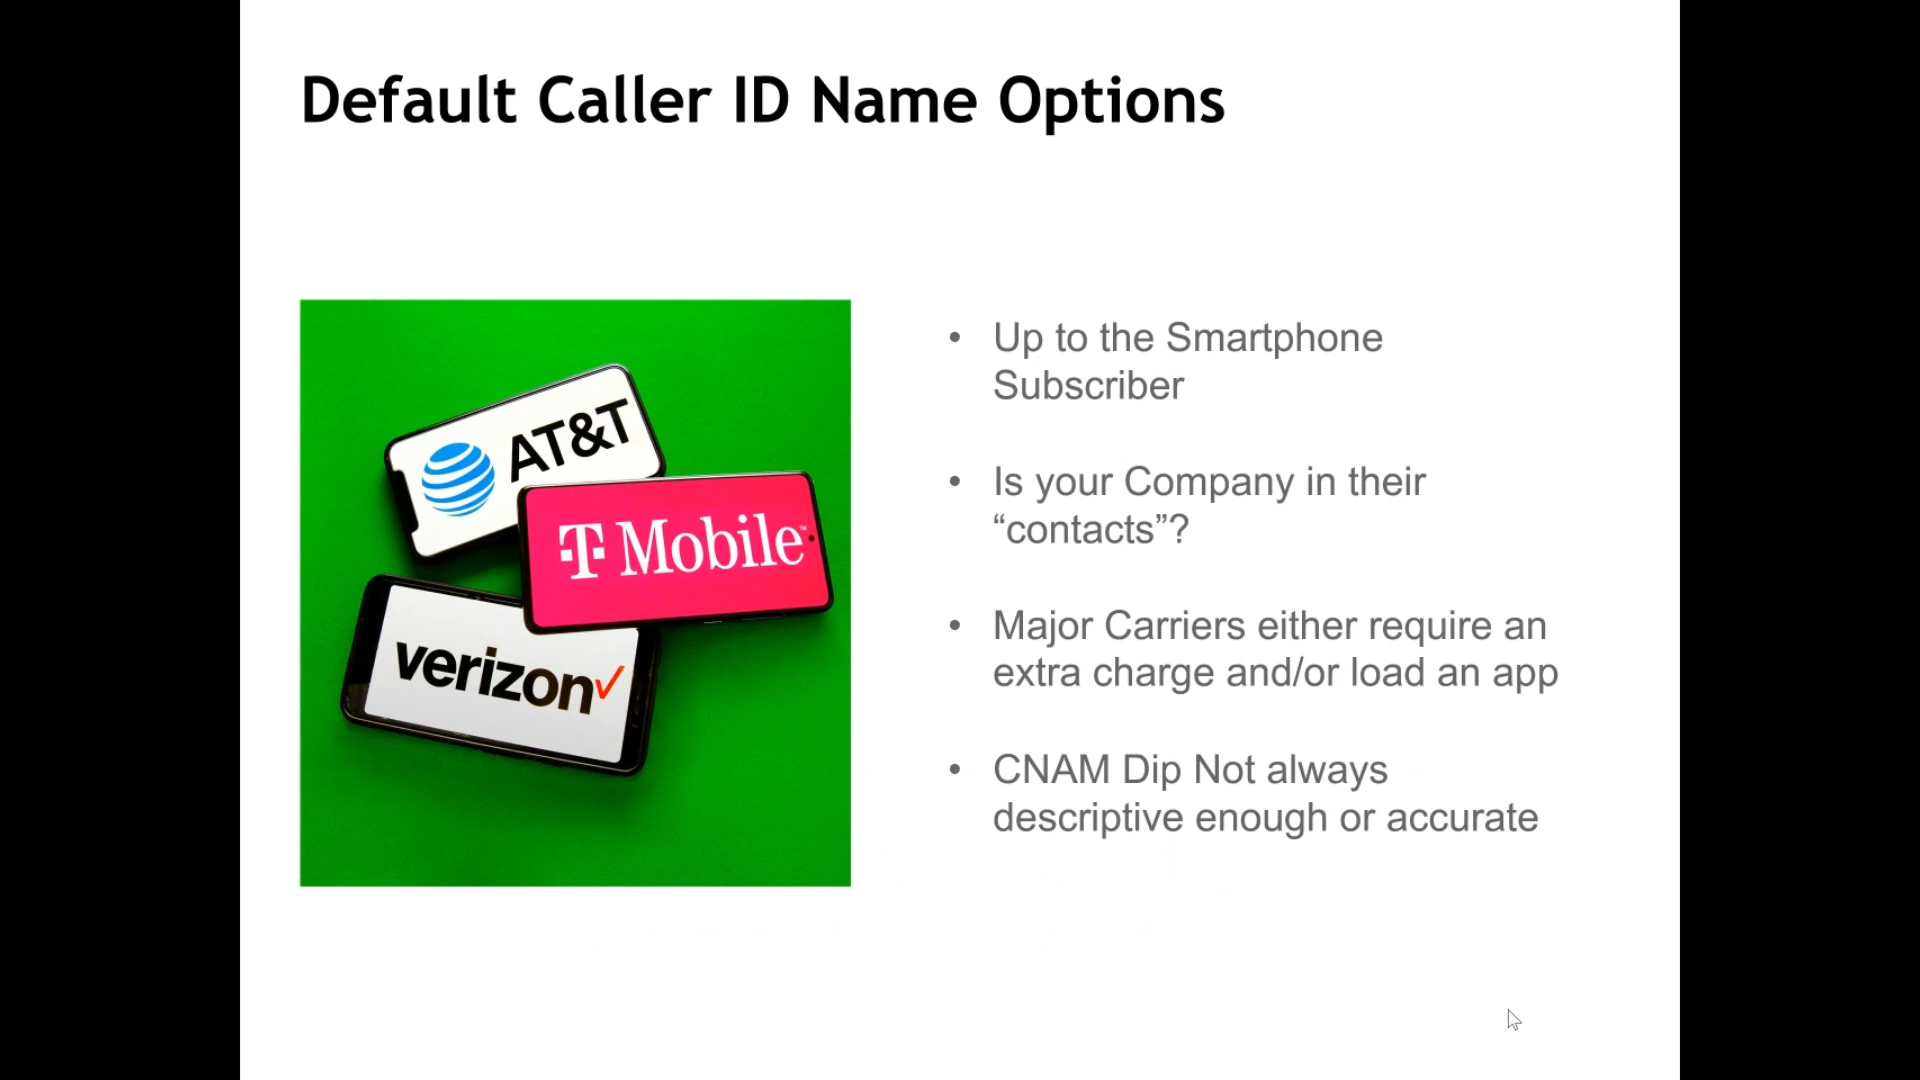 Default Caller ID Name Options
AT&T
T Mobile™
verizon✓
• Up to the Smartphone
Subscriber
• Is your Company in their
“contacts”?
• Major Carriers either require an
extra charge and/or load an app
• CNAM Dip Not always
descriptive enough or accurate